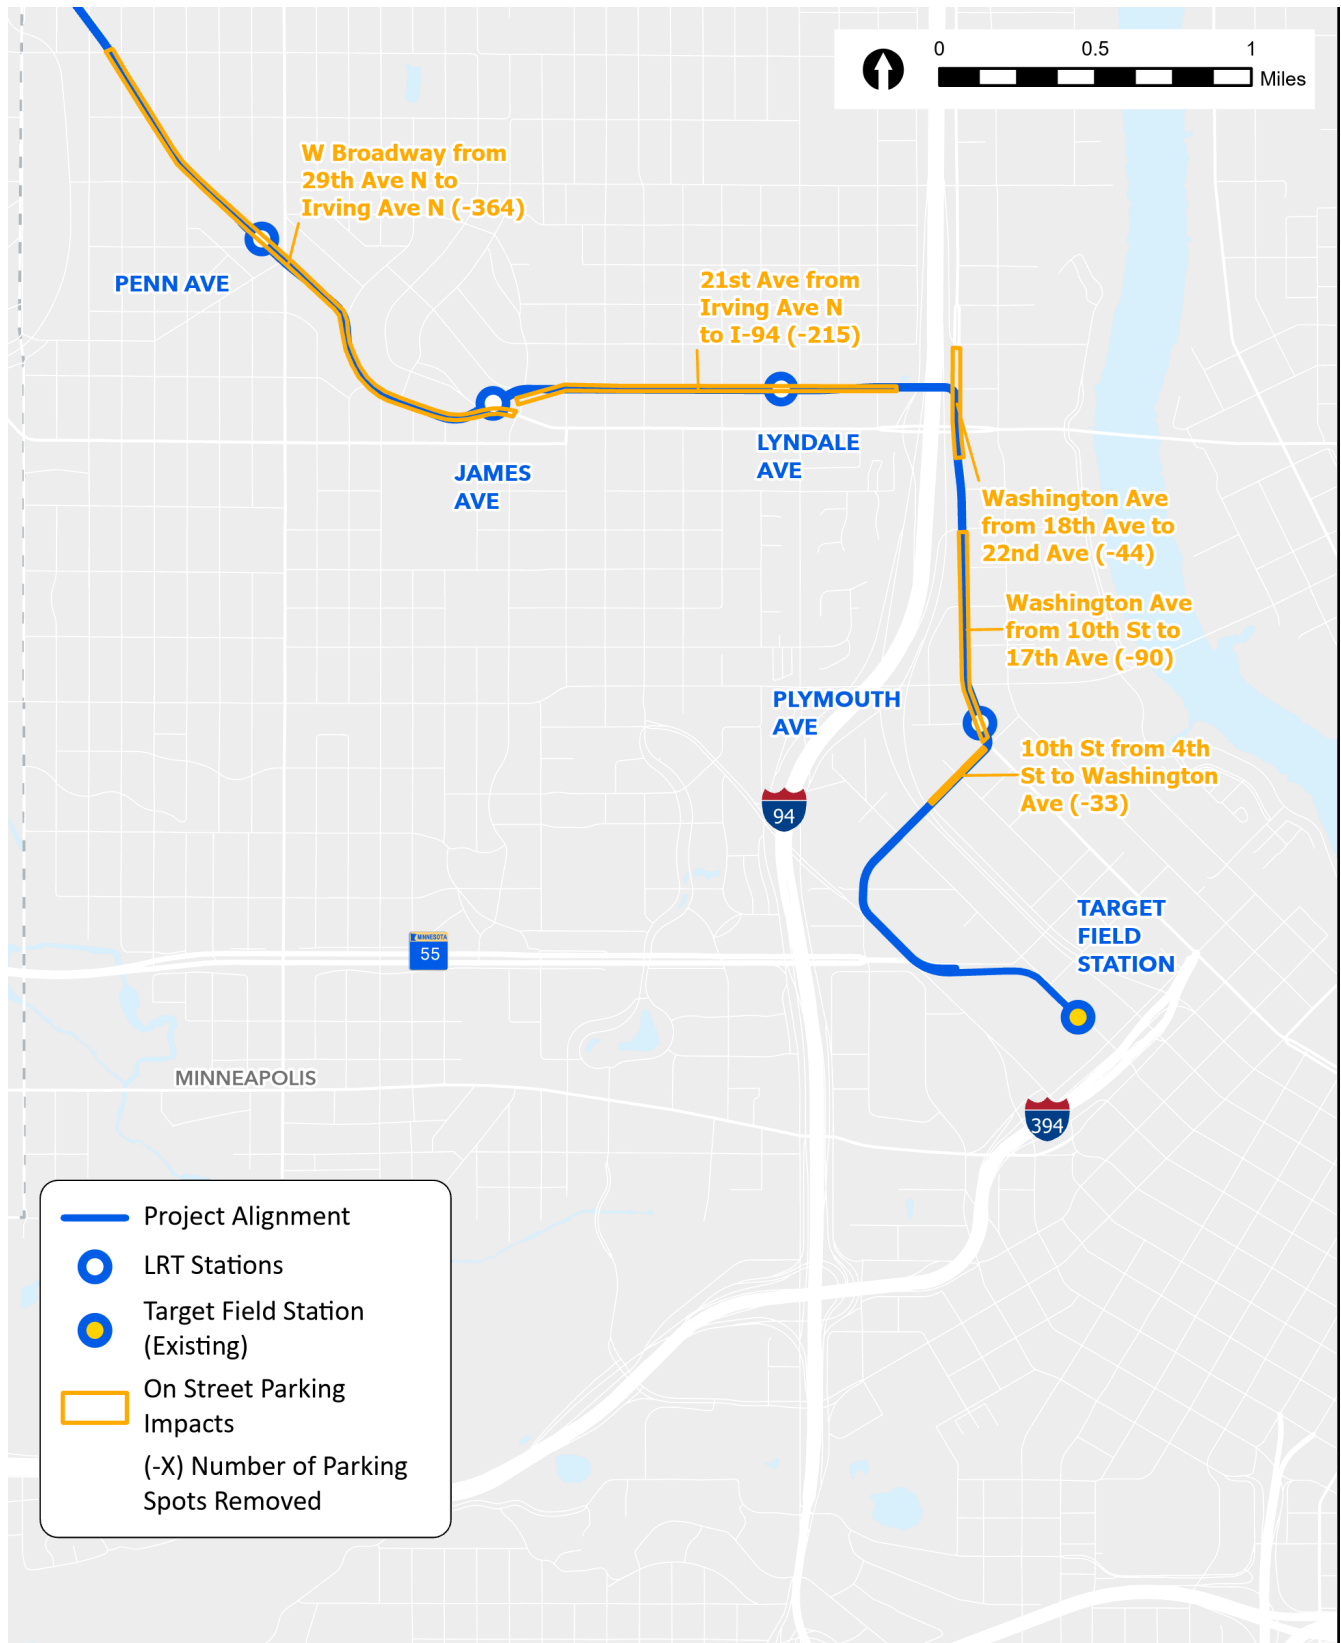 0 0.5 1
Miles
W Broadway from
29th Ave N to
Irving Ave N (-364)
PENN AVE
21st Ave from
Irving Ave N
to I-94 (-215)
LYNDALE
AVE
JAMES
AVE
Washington Ave
from 18th Ave to
22nd Ave (-44)
Washington Ave
from 10th St to
17th Ave (-90)
PLYMOUTH
AVE
10th St from 4th
St to Washington
Ave (-33)
94
TARGET
FIELD
STATION
MINNESOTA
55
MINNEAPOLIS
394
Project Alignment
LRT Stations
Target Field Station
(Existing)
On Street Parking
Impacts
(-X) Number of Parking
Spots Removed